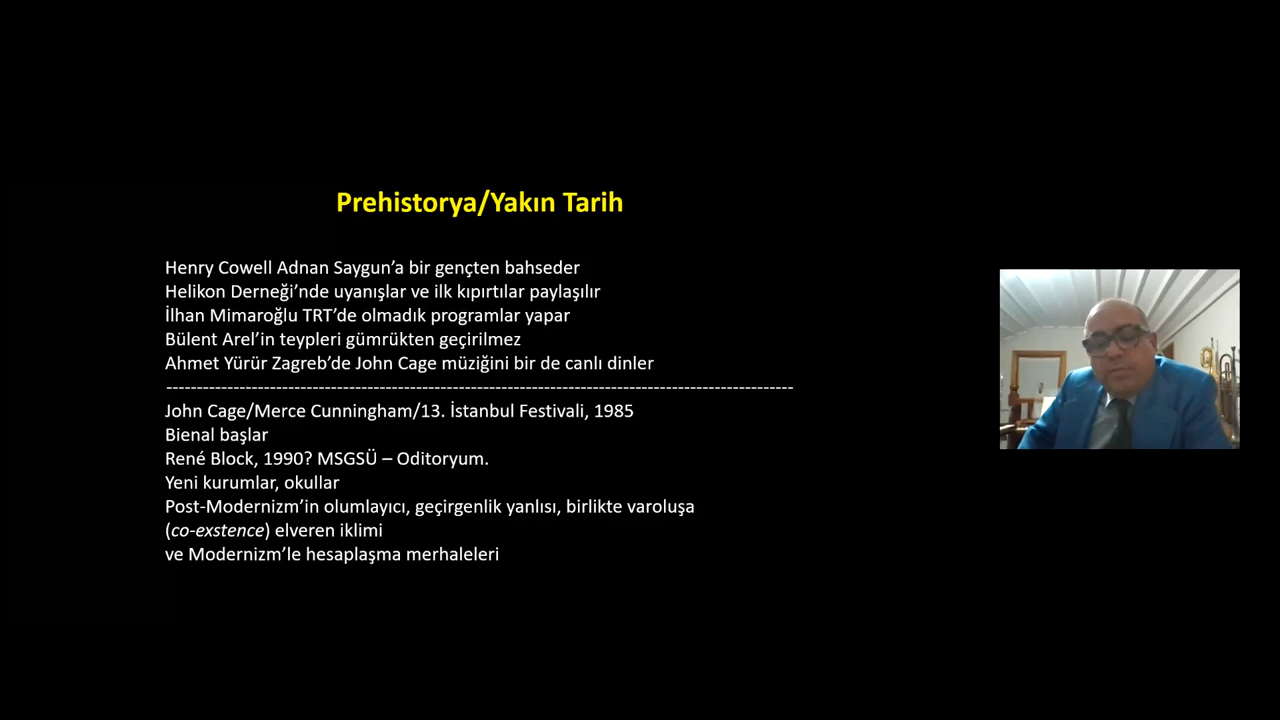 Prehistorya/Yakın Tarih
Henry Cowell Adnan Saygun’a bir gençten bahseder
Helikon Derneği’nde uyanışlar ve ilk kıpırtılar paylaşılır
İlhan Mimaroğlu TRT’de olmadık programlar yapar
Bülent Arel’in teypleri gümrükten geçirilmez
Ahmet Yürür Zagreb’de John Cage müziğini bir de canlı dinler
-----------------------------------------------------------------------------------------------------
John Cage/Merce Cunningham/13. İstanbul Festivali, 1985
Bienal başlar
René Block, 1990? MSGSÜ – Oditoryum.
Yeni kurumlar, okullar
Post-Modernizm’in olumlayıcı, geçirgenlik yanlısı, birlikte varoluşa
(co-exstence) elveren iklimi
ve Modernizm’le hesaplaşma merhaleleri